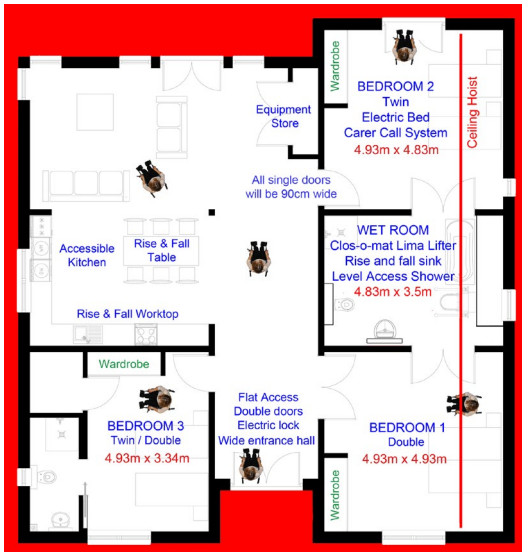 Wardrobe
BEDROOM 2
Twin
Electric Bed
Carer Call System
4.93m x 4.83m
Ceiling Hoist
Equipment
Store
All single doors
will be 90cm wide
WET ROOM
Clos-o-mat Lima Lifter
Rise and fall sink
Level Access Shower
4.83m x 3.5m
Accessible
Kitchen
Rise & Fall
Table
Rise & Fall Worktop
Wardrobe
BEDROOM 3
Twin / Double
4.93m x 3.34m
Flat Access
Double doors
Electric lock
Wide entrance hall
BEDROOM 1
Double
4.93m x 4.93m
Wardrobe